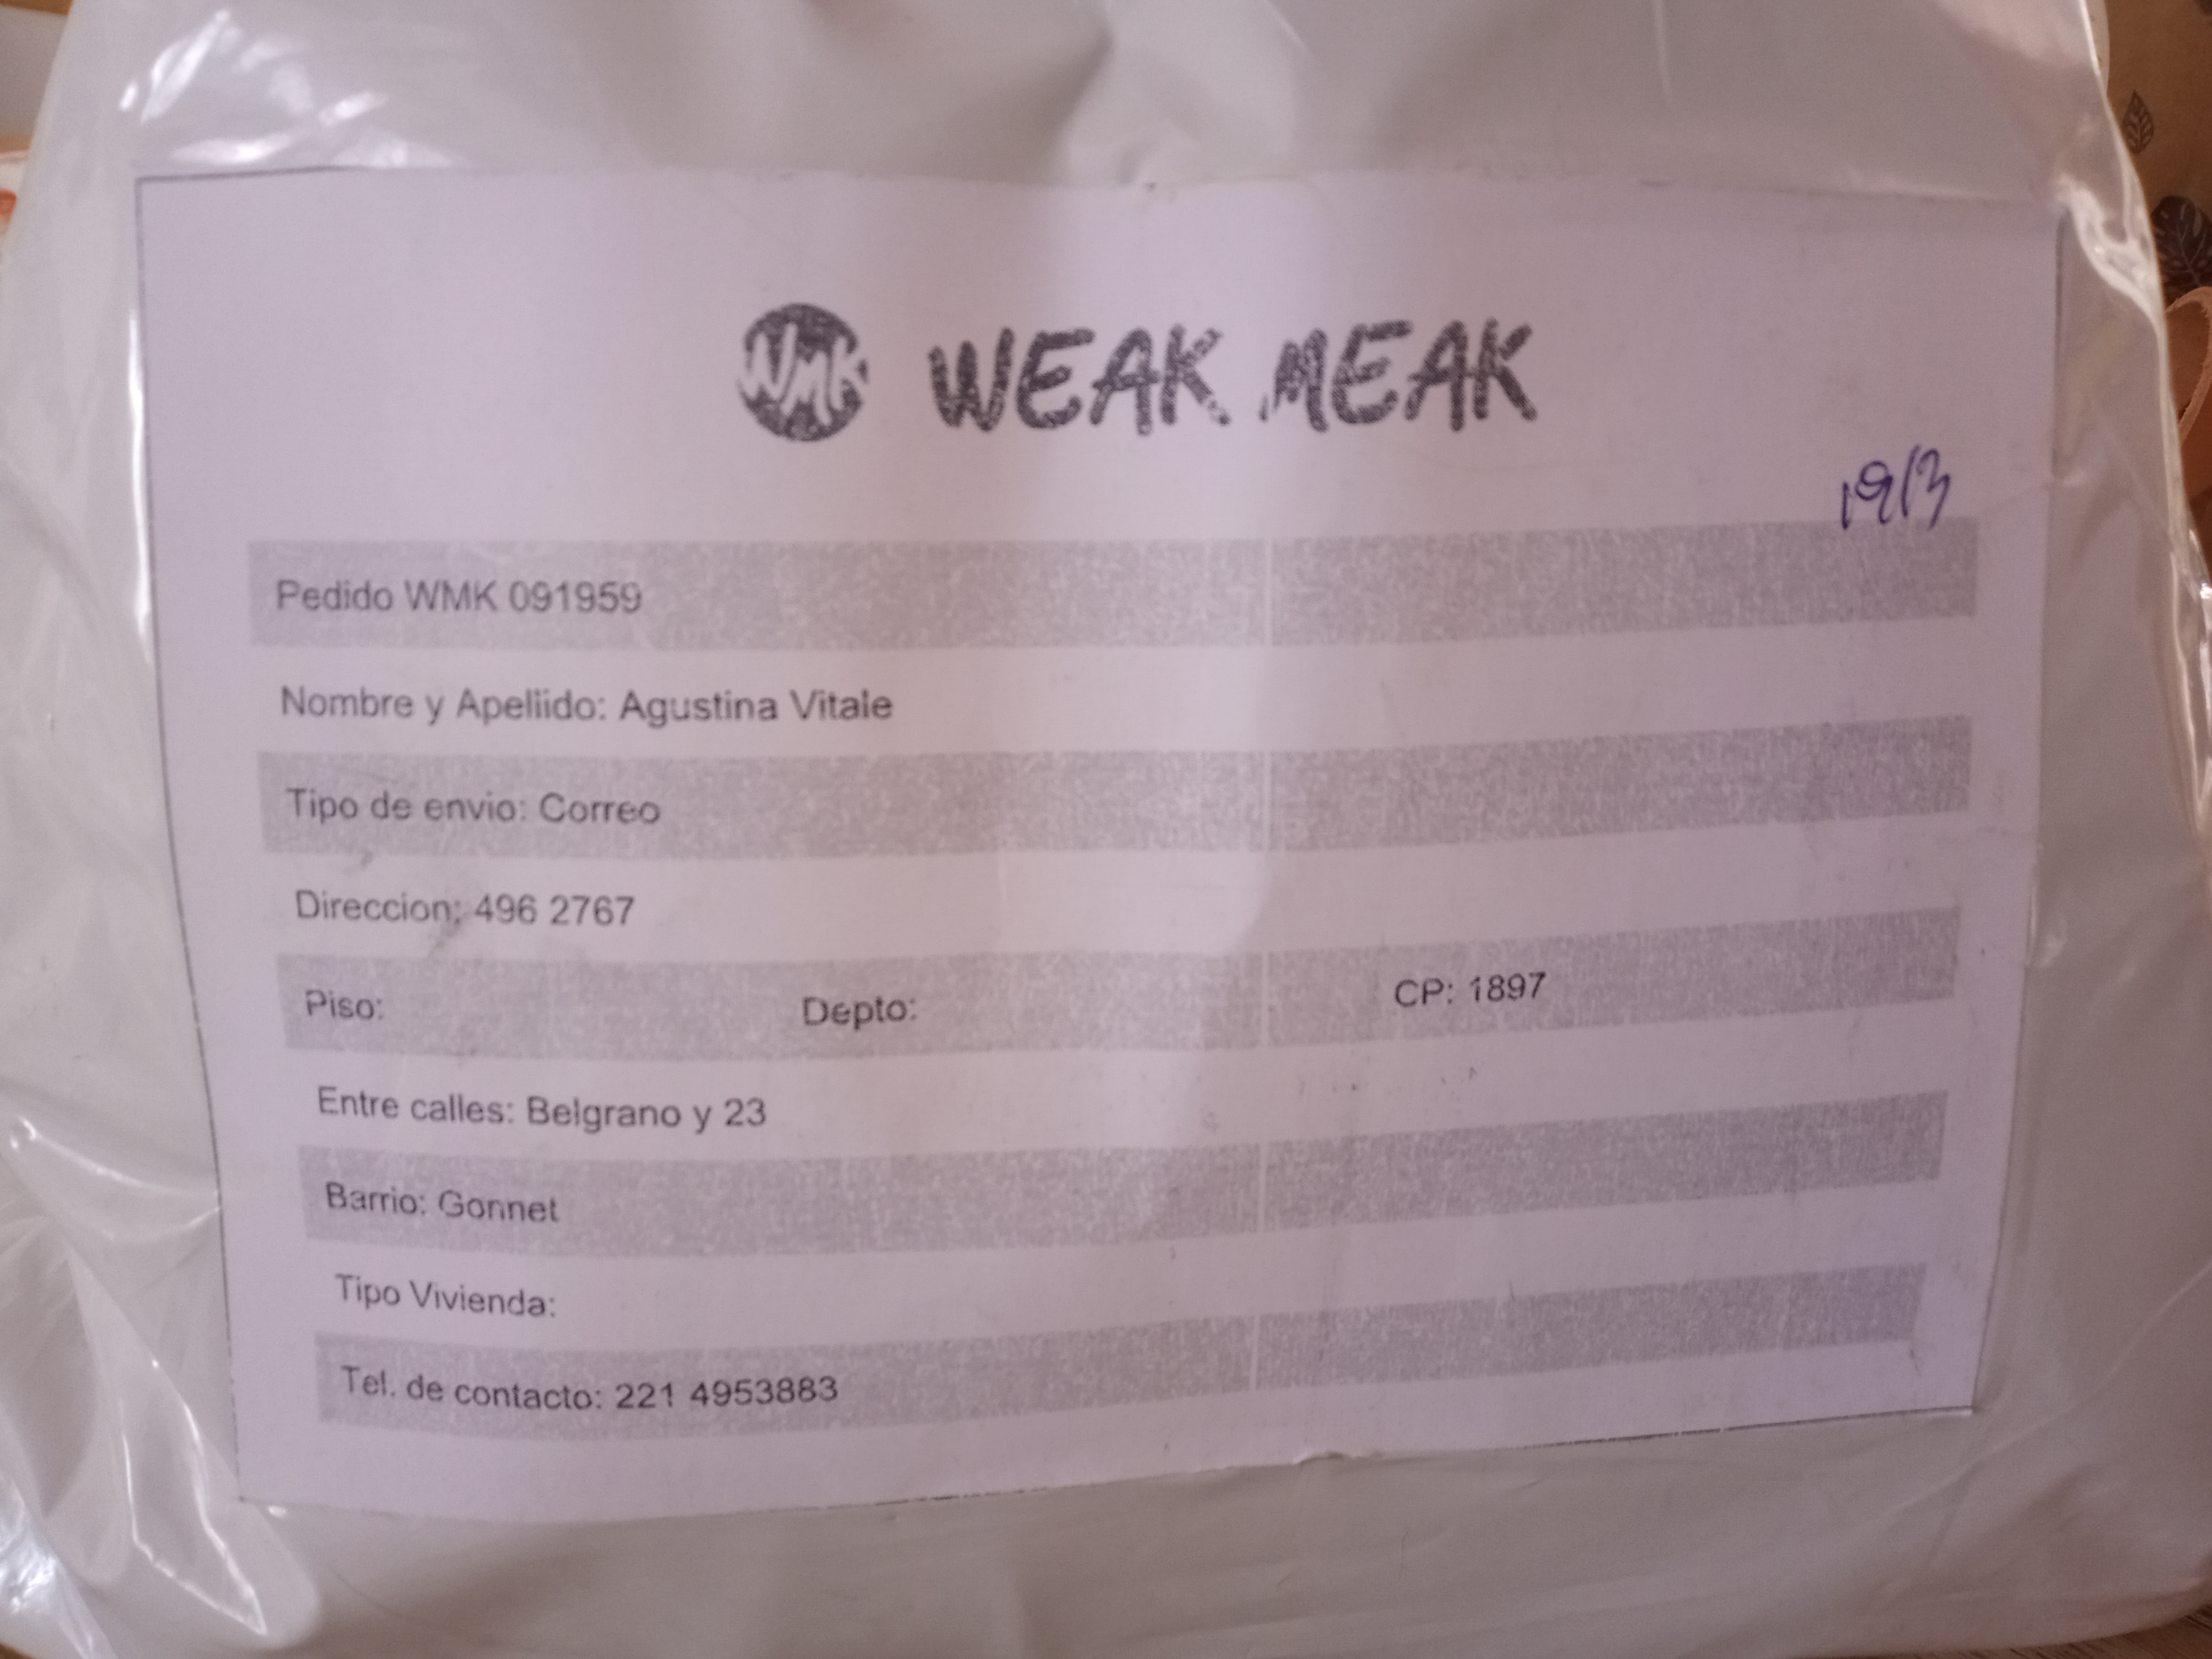 WMK WEAK MEAK
19/3
Pedido WMK 091959
Nombre y Apellido: Agustina Vitale
Tipo de envio: Correo
Direccion: 496 2767
Piso: Depto: CP: 1897
Entre calles: Belgrano y 23
Barrio: Gonnet
Tipo Vivienda:
Tel. de contacto: 221 4953883